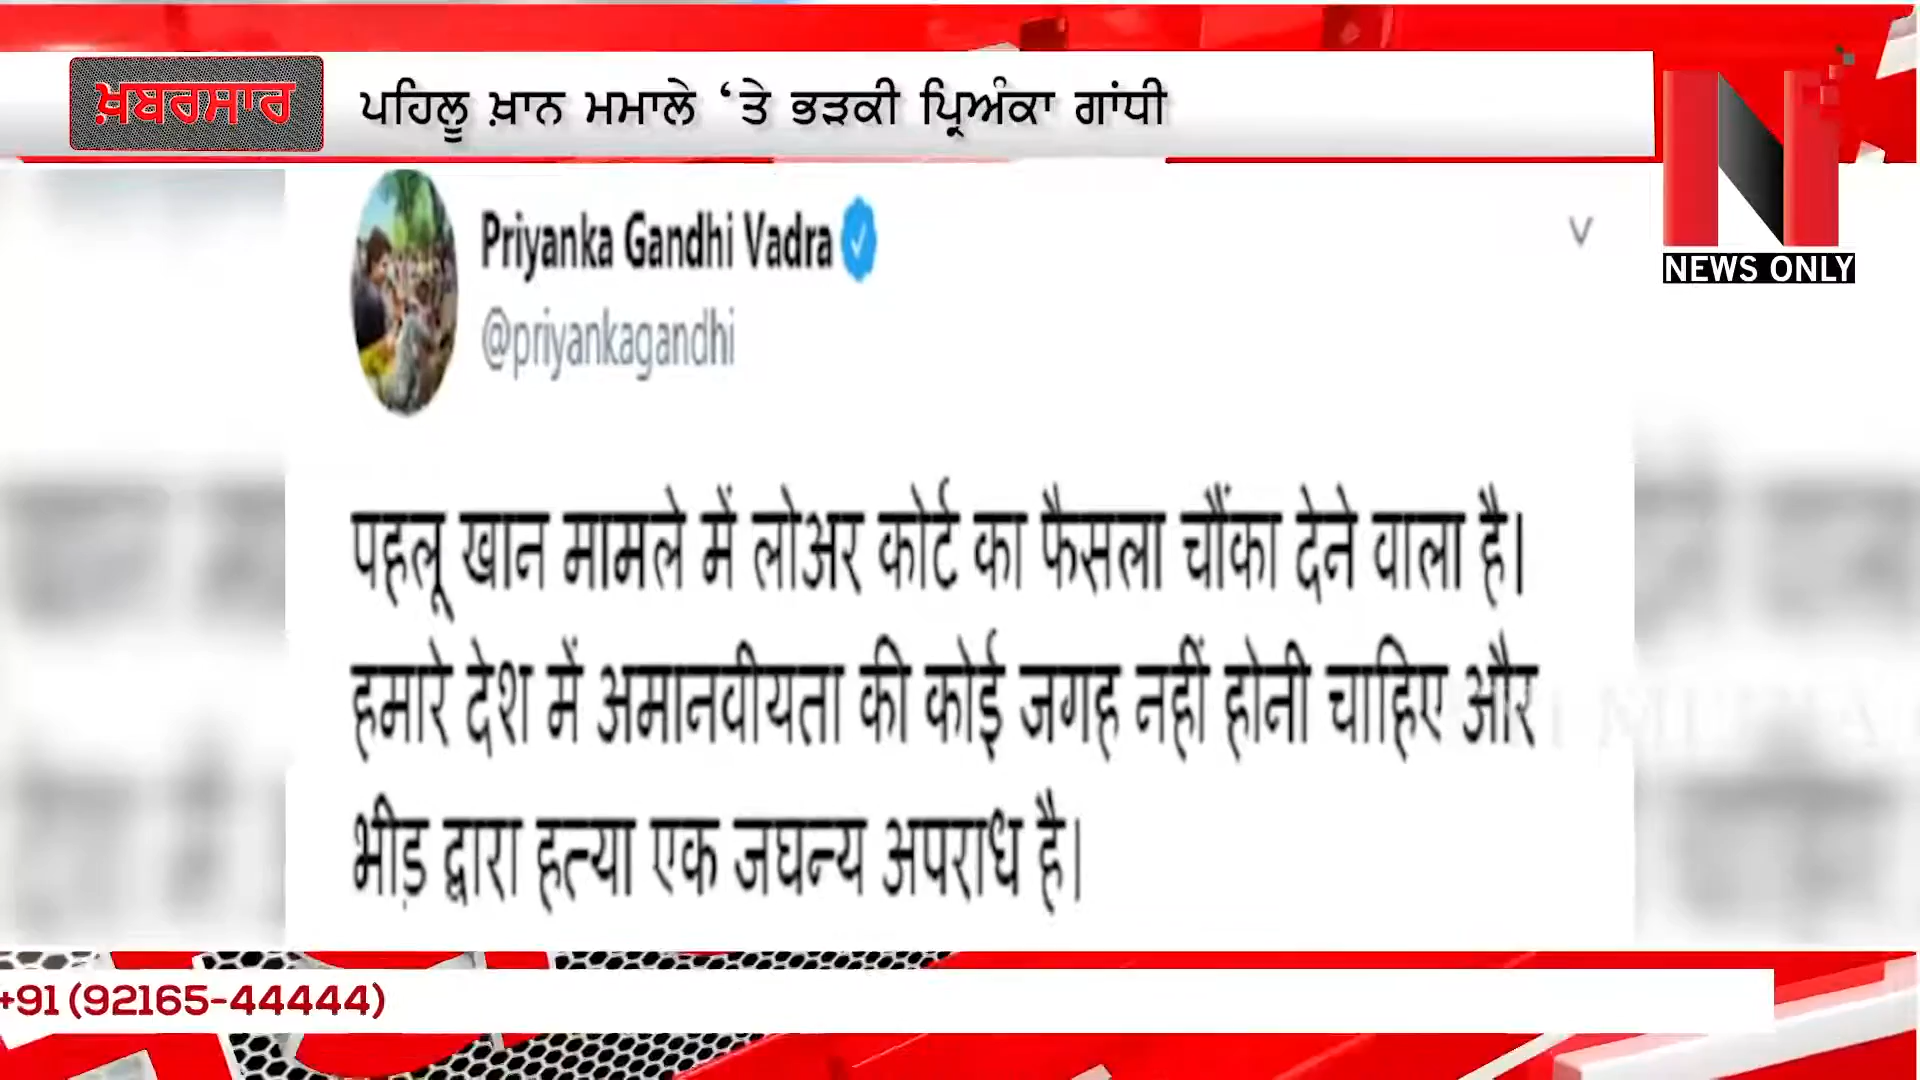 ਖ਼ਬਰਸਾਰ
ਪਹਿਲੂ ਖ਼ਾਨ ਮਮਾਲੇ ‘ਤੇ ਭੜਕੀ ਪ੍ਰਿਅੰਕਾ ਗਾਂਧੀ
NEWS ONLY
Priyanka Gandhi Vadra
@priyankagandhi
पहलू खान मामले में लोअर कोर्ट का फैसला चौंका देने वाला है।
हमारे देश में अमानवीयता की कोई जगह नहीं होनी चाहिए और
भीड़ द्वारा हत्या एक जघन्य अपराध है।
+91 (92165-44444)